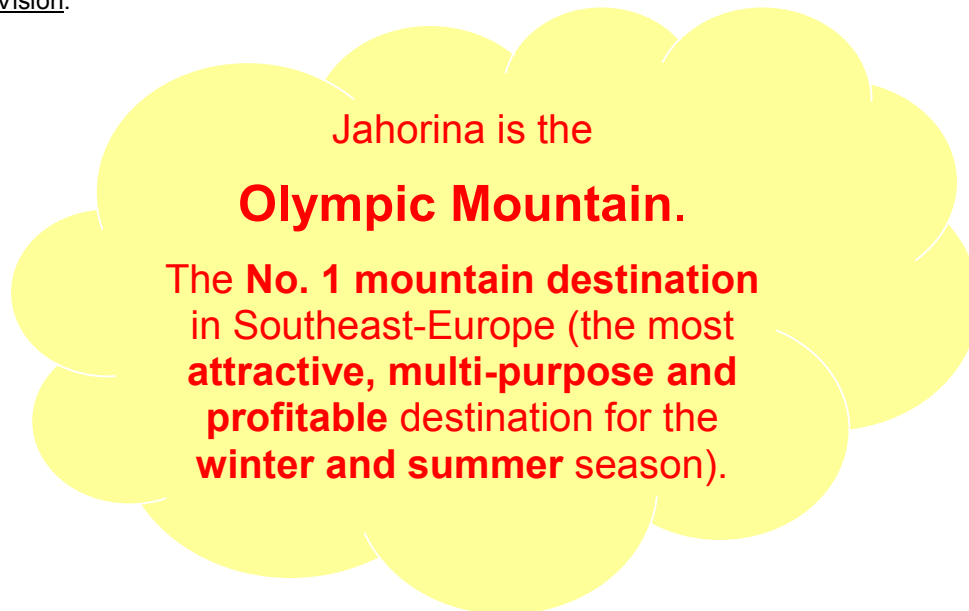 Vision:
Jahorina is the
Olympic Mountain.
The No. 1 mountain destination
in Southeast-Europe (the most
attractive, multi-purpose and
profitable destination for the
winter and summer season).